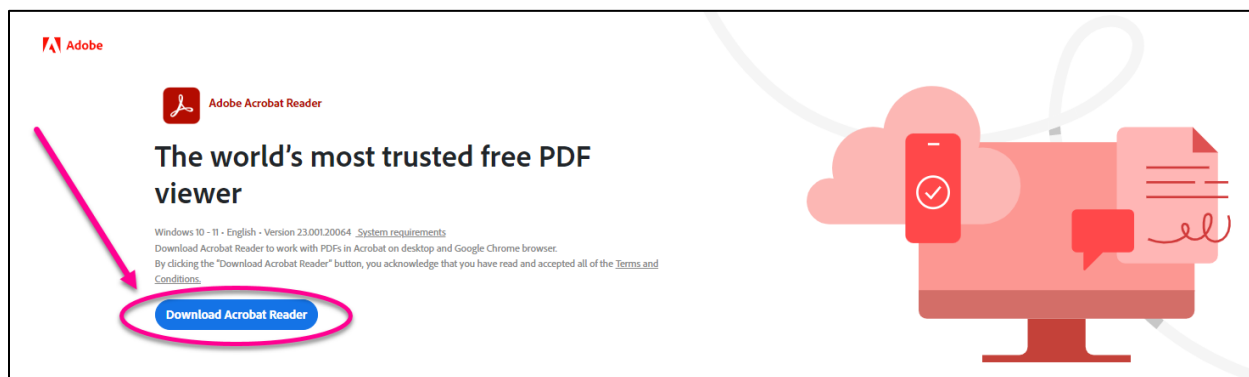 Adobe
Adobe Acrobat Reader
The world's most trusted free PDF
viewer
Windows 10 - 11 • English • Version 23.001.20064 System requirements
Download Acrobat Reader to work with PDFs in Acrobat on desktop and Google Chrome browser.
By clicking the "Download Acrobat Reader" button, you acknowledge that you have read and accepted all of the Terms and
Conditions.
Download Acrobat Reader